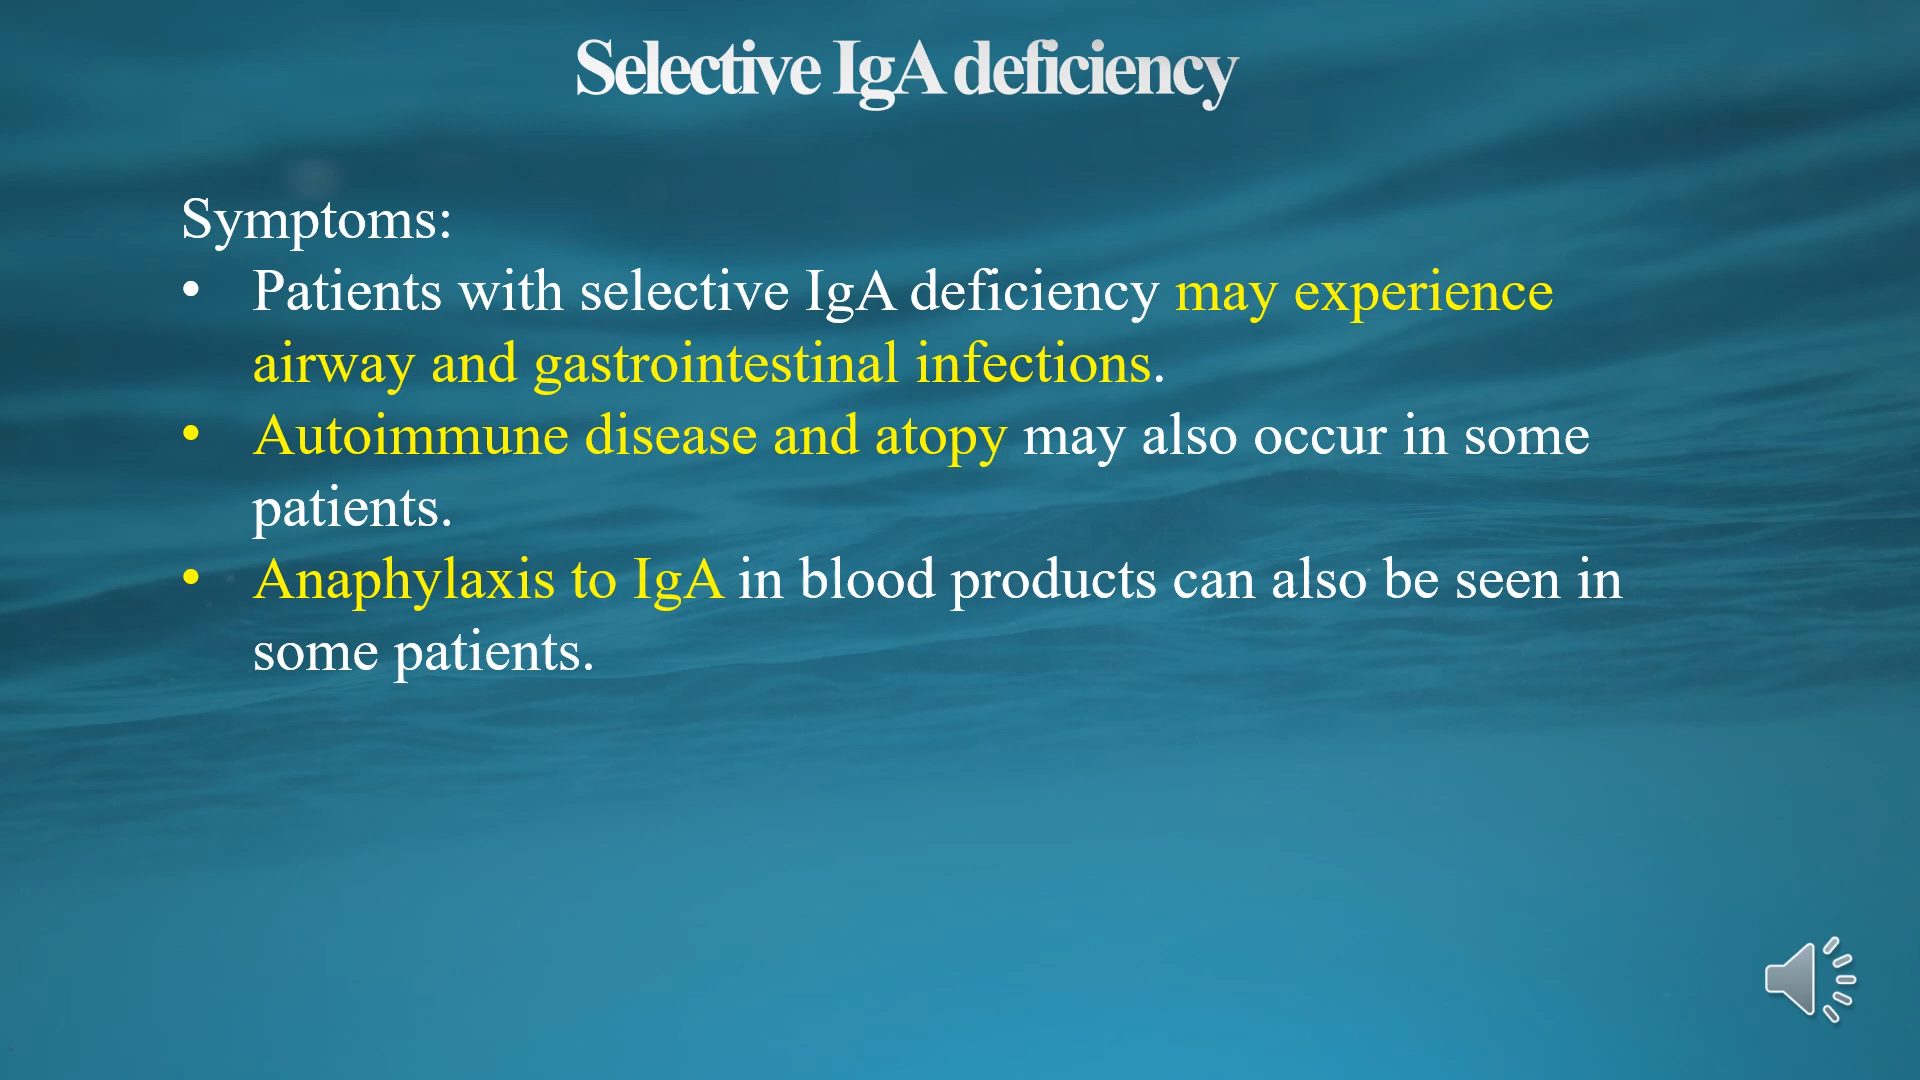 Selective IgA deficiency
Symptoms:
• Patients with selective IgA deficiency may experience
airway and gastrointestinal infections.
• Autoimmune disease and atopy may also occur in some
patients.
• Anaphylaxis to IgA in blood products can also be seen in
some patients.